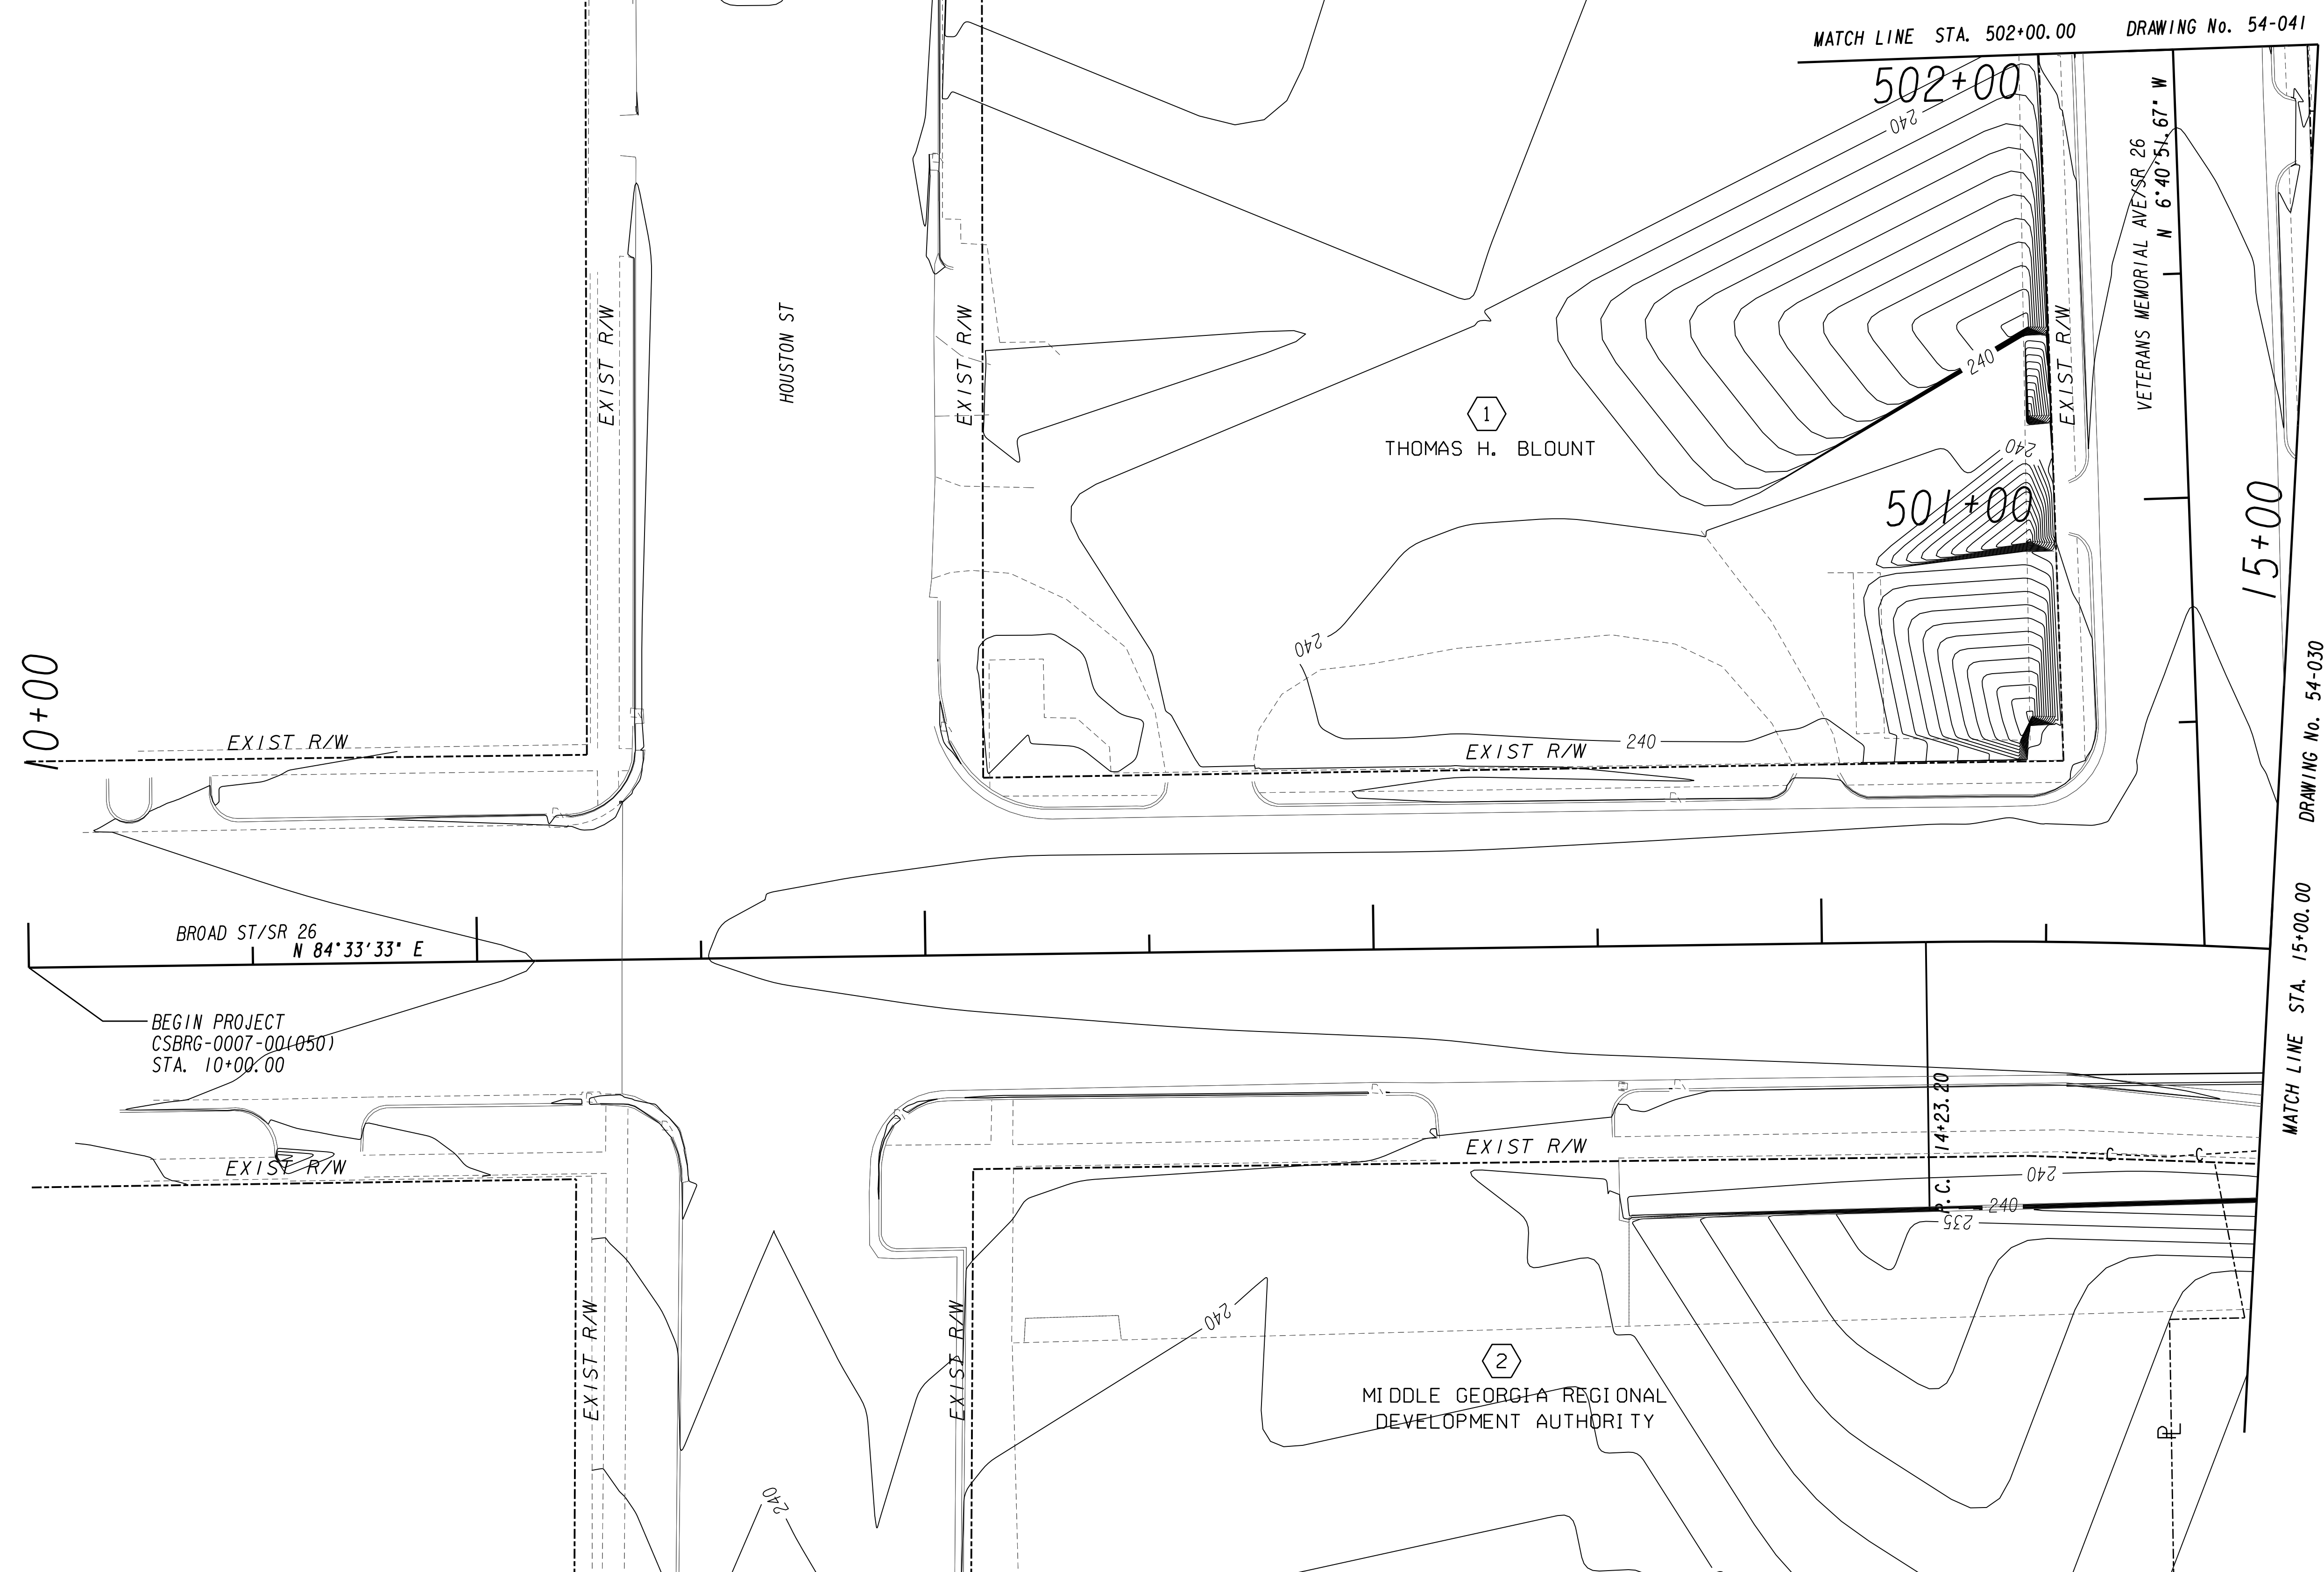 MATCH LINE STA. 502+00.00 DRAWING No. 54-041
502+00
240
N 6°40'51.67" W
VETERANS MEMORIAL AVE/SR 26
EXIST R/W
HOUSTON ST
EXIST R/W
240
EXIST R/W
1
THOMAS H. BLOUNT
240
501+00
15+00
240
10+00
EXIST R/W
EXIST R/W
240
DRAWING No. 54-030
MATCH LINE STA. 15+00.00
BROAD ST/SR 26
N 84°33'33" E
BEGIN PROJECT
CSBRG-0007-00(050)
STA. 10+00.00
P.C. 14+23.20
EXIST R/W
EXIST R/W
C
C
240
240
235
EXIST R/W
EXIST R/W
240
2
MIDDLE GEORGIA REGIONAL
DEVELOPMENT AUTHORITY
PL
240